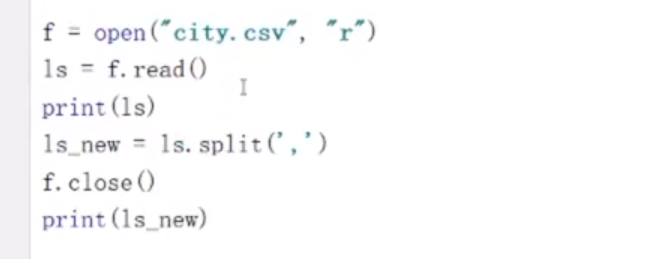 f = open("city.csv", "r")
ls = f.read()
print(ls)
ls_new = ls.split(',')
f.close()
print(ls_new)